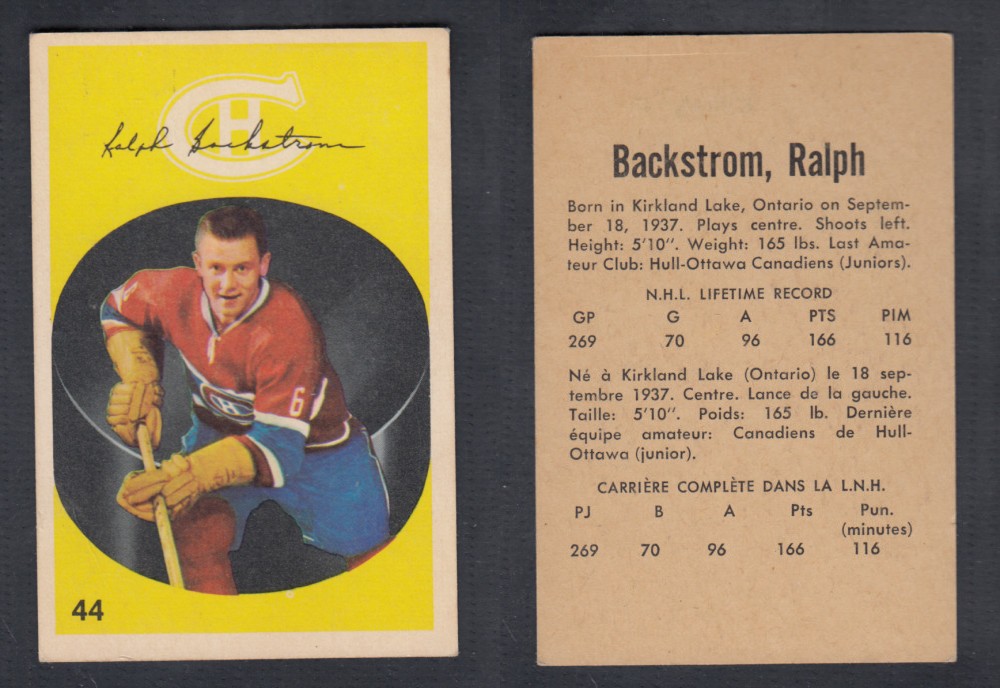 CH
Ralph Backstrom
6
44
Backstrom, Ralph
Born in Kirkland Lake, Ontario on Septem-
ber 18, 1937. Plays centre. Shoots left.
Height: 5'10". Weight: 165 lbs. Last Ama-
teur Club: Hull-Ottawa Canadiens (Juniors).
N.H.L. LIFETIME RECORD
GP G A PTS PIM
269 70 96 166 116
Né à Kirkland Lake (Ontario) le 18 sep-
tembre 1937. Centre. Lance de la gauche.
Taille: 5'10". Poids: 165 lb. Dernière
équipe amateur: Canadiens de Hull-
Ottawa (junior).
CARRIÈRE COMPLÈTE DANS LA L.N.H.
PJ B A Pts Pun.
(minutes)
269 70 96 166 116